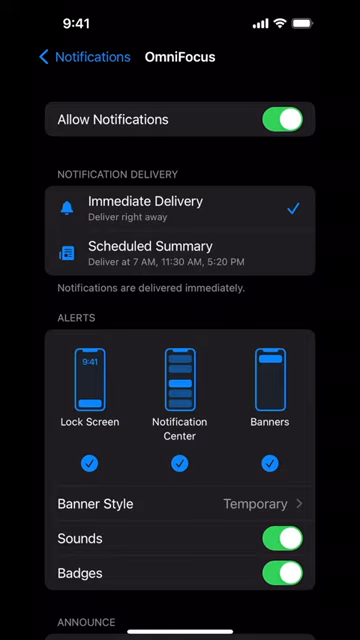 9:41
Notifications
OmniFocus
Allow Notifications
NOTIFICATION DELIVERY
Immediate Delivery
Deliver right away
Scheduled Summary
Deliver at 7 AM, 11:30 AM, 5:20 PM
Notifications are delivered immediately.
ALERTS
9:41
Lock Screen
Notification Center
Banners
Banner Style
Temporary
Sounds
Badges
ANNOUNCE